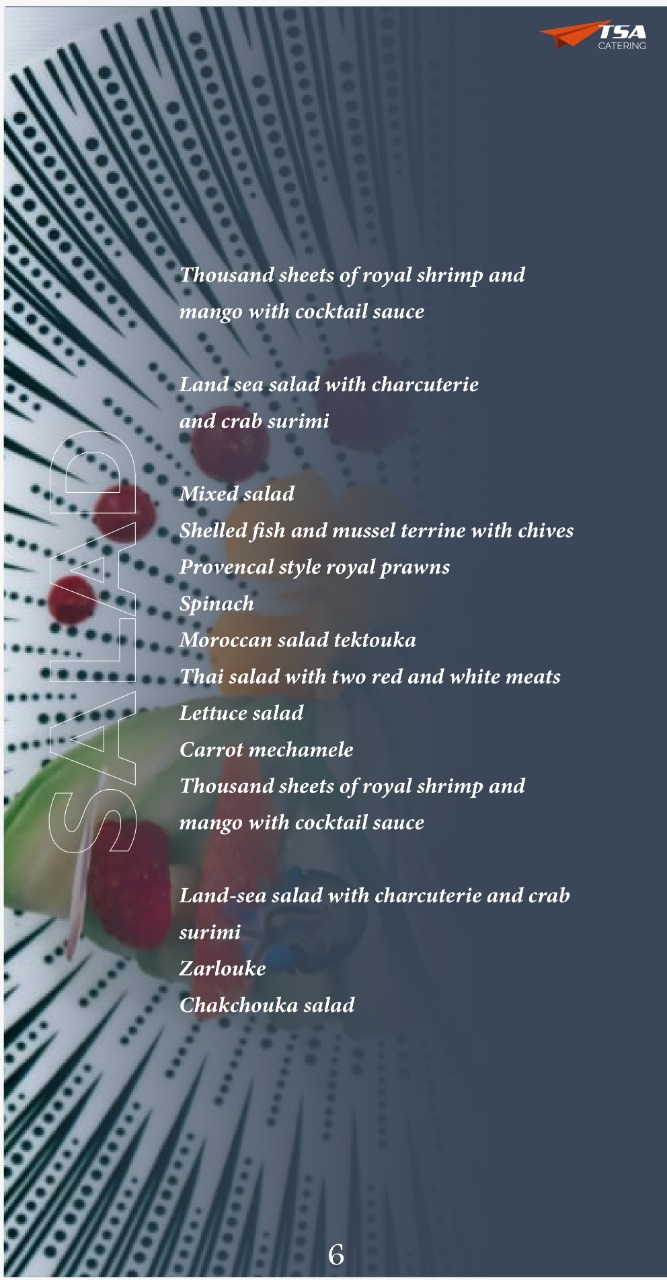 TSA
CATERING
SALAD
Thousand sheets of royal shrimp and
mango with cocktail sauce
Land sea salad with charcuterie
and crab surimi
Mixed salad
Shelled fish and mussel terrine with chives
Provencal style royal prawns
Spinach
Moroccan salad tektouka
Thai salad with two red and white meats
Lettuce salad
Carrot mechamele
Thousand sheets of royal shrimp and
mango with cocktail sauce
Land-sea salad with charcuterie and crab
surimi
Zarlouke
Chakchouka salad
6